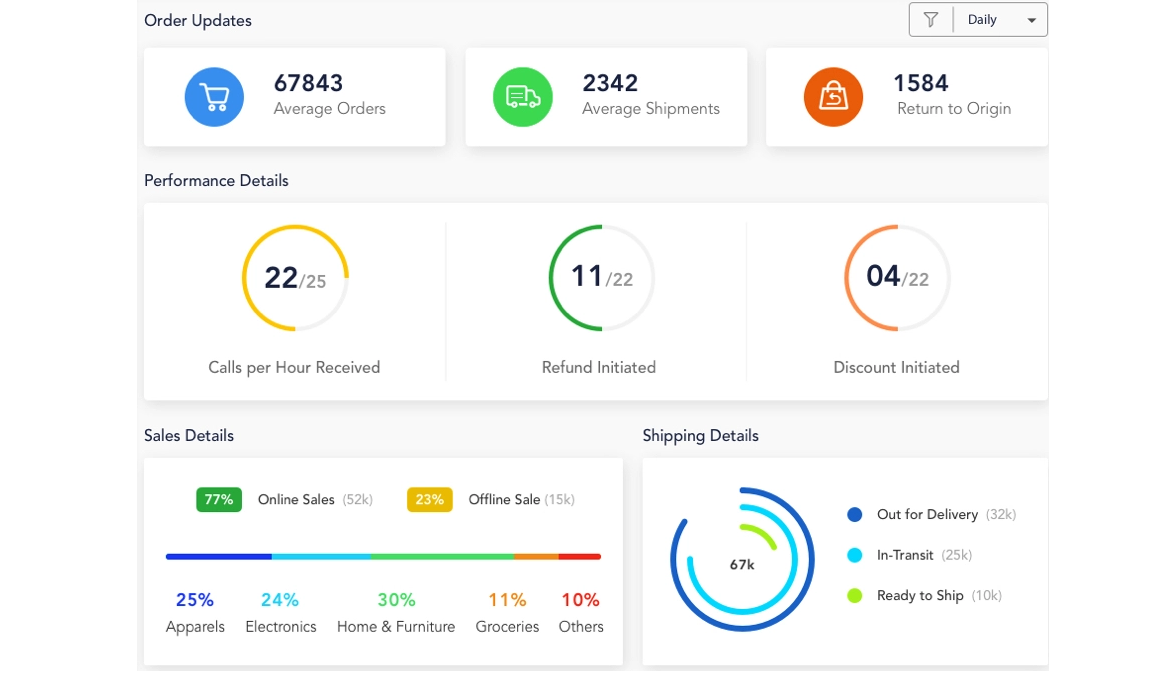 Order Updates
Daily
67843
Average Orders
2342
Average Shipments
1584
Return to Origin
Performance Details
22/25
Calls per Hour Received
11/22
Refund Initiated
04/22
Discount Initiated
Sales Details
77% Online Sales (52k)
23% Offline Sale (15k)
25% 24% 30% 11% 10%
Apparels Electronics Home & Furniture Groceries Others
Shipping Details
67k
Out for Delivery (32k)
In-Transit (25k)
Ready to Ship (10k)